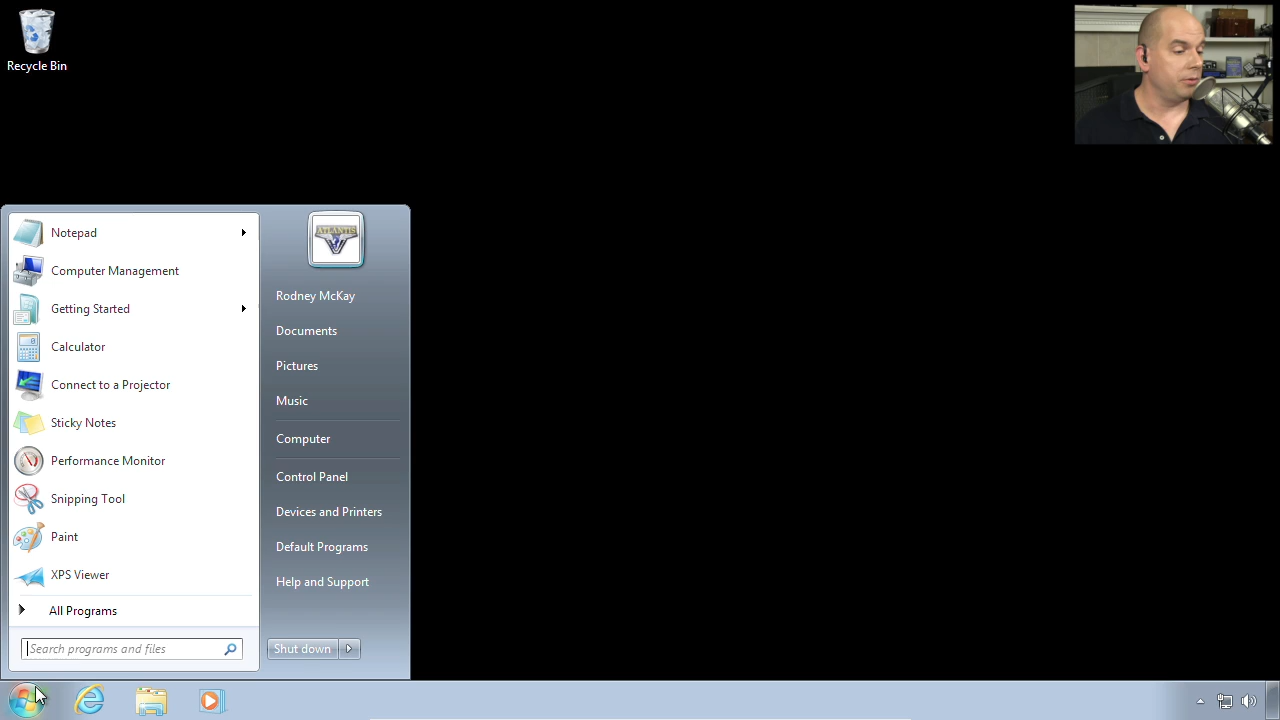 Recycle Bin
Notepad
Computer Management
Getting Started
Calculator
Connect to a Projector
Sticky Notes
Performance Monitor
Snipping Tool
Paint
XPS Viewer
All Programs
Search programs and files
ATLANTIS
Rodney McKay
Documents
Pictures
Music
Computer
Control Panel
Devices and Printers
Default Programs
Help and Support
Shut down